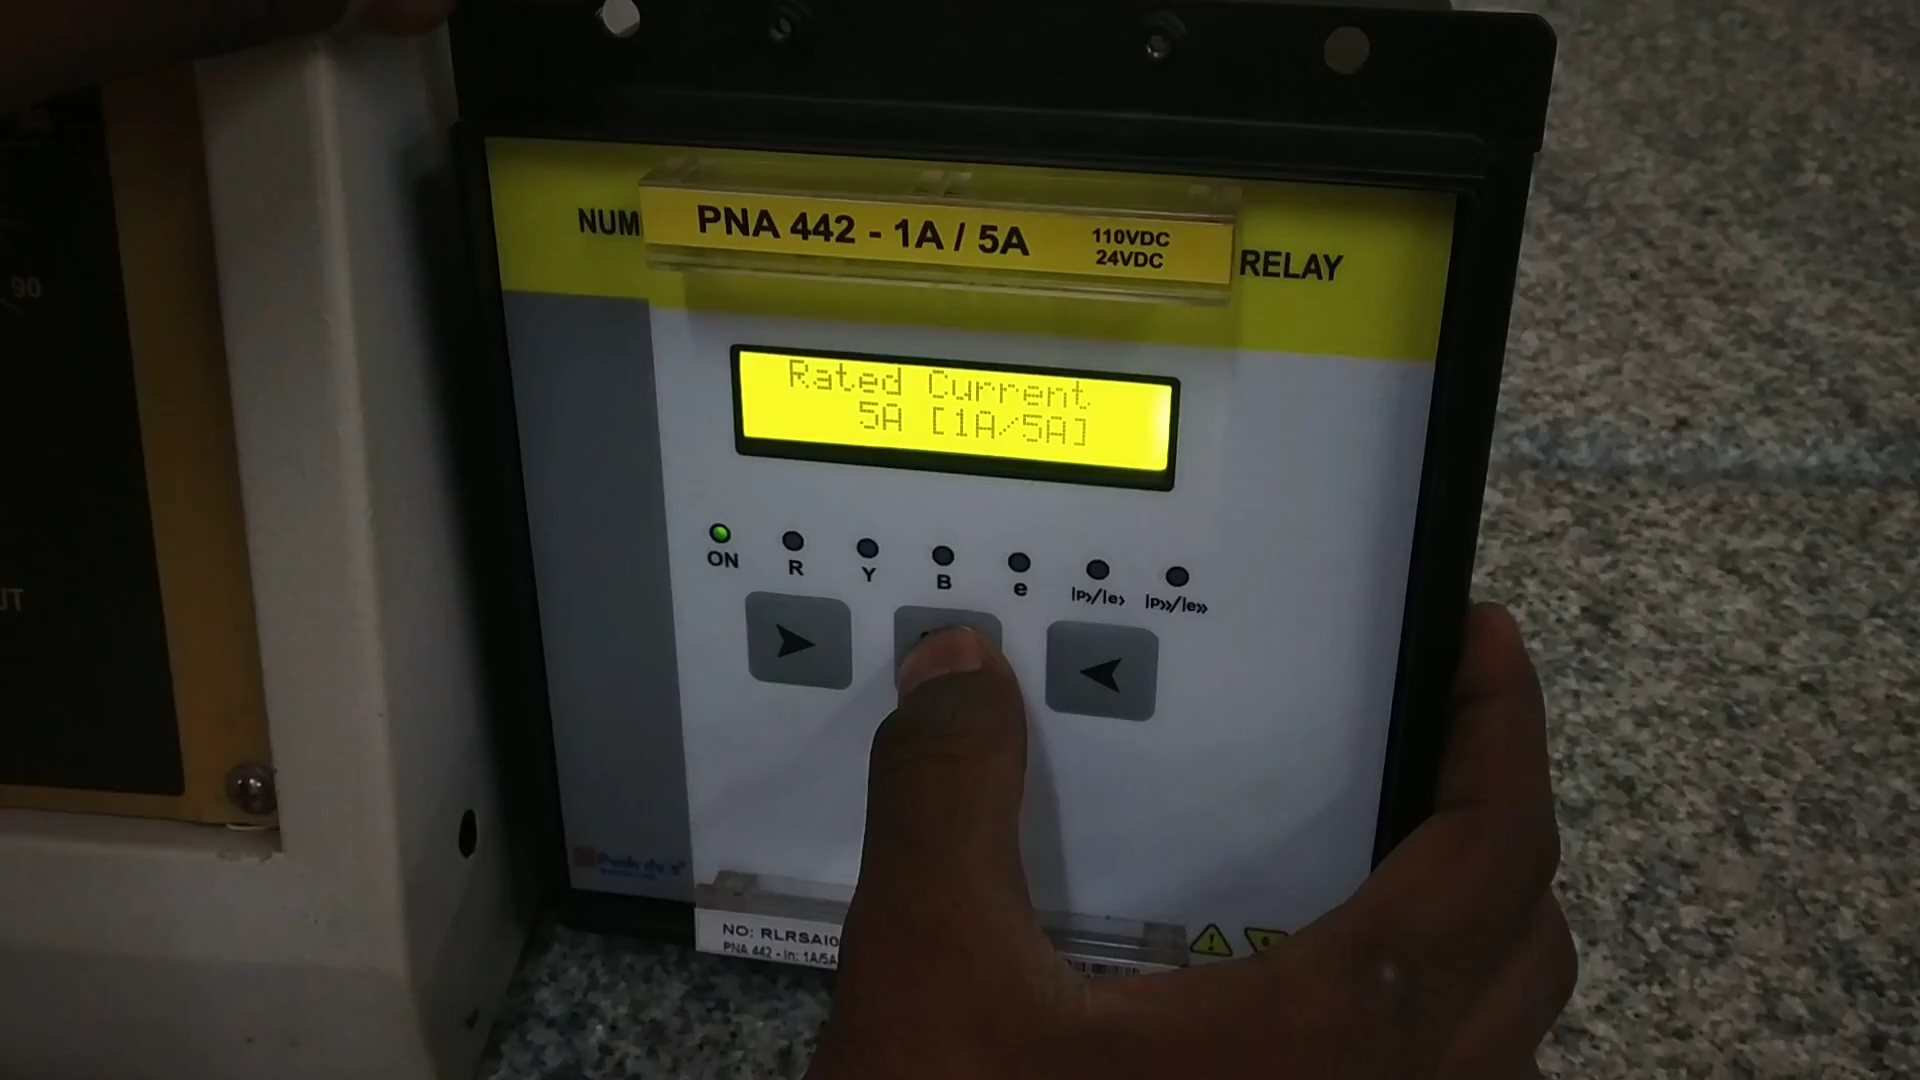 NUM
PNA 442 - 1A / 5A
110VDC
24VDC
RELAY
Rated Current
5A [1A/5A]
ON
R
Y
B
e
Ip>/Ie>
Ip>>/Ie>>
NO: RLRSAI0
PNA 442 - In: 1A/5A
90
UT